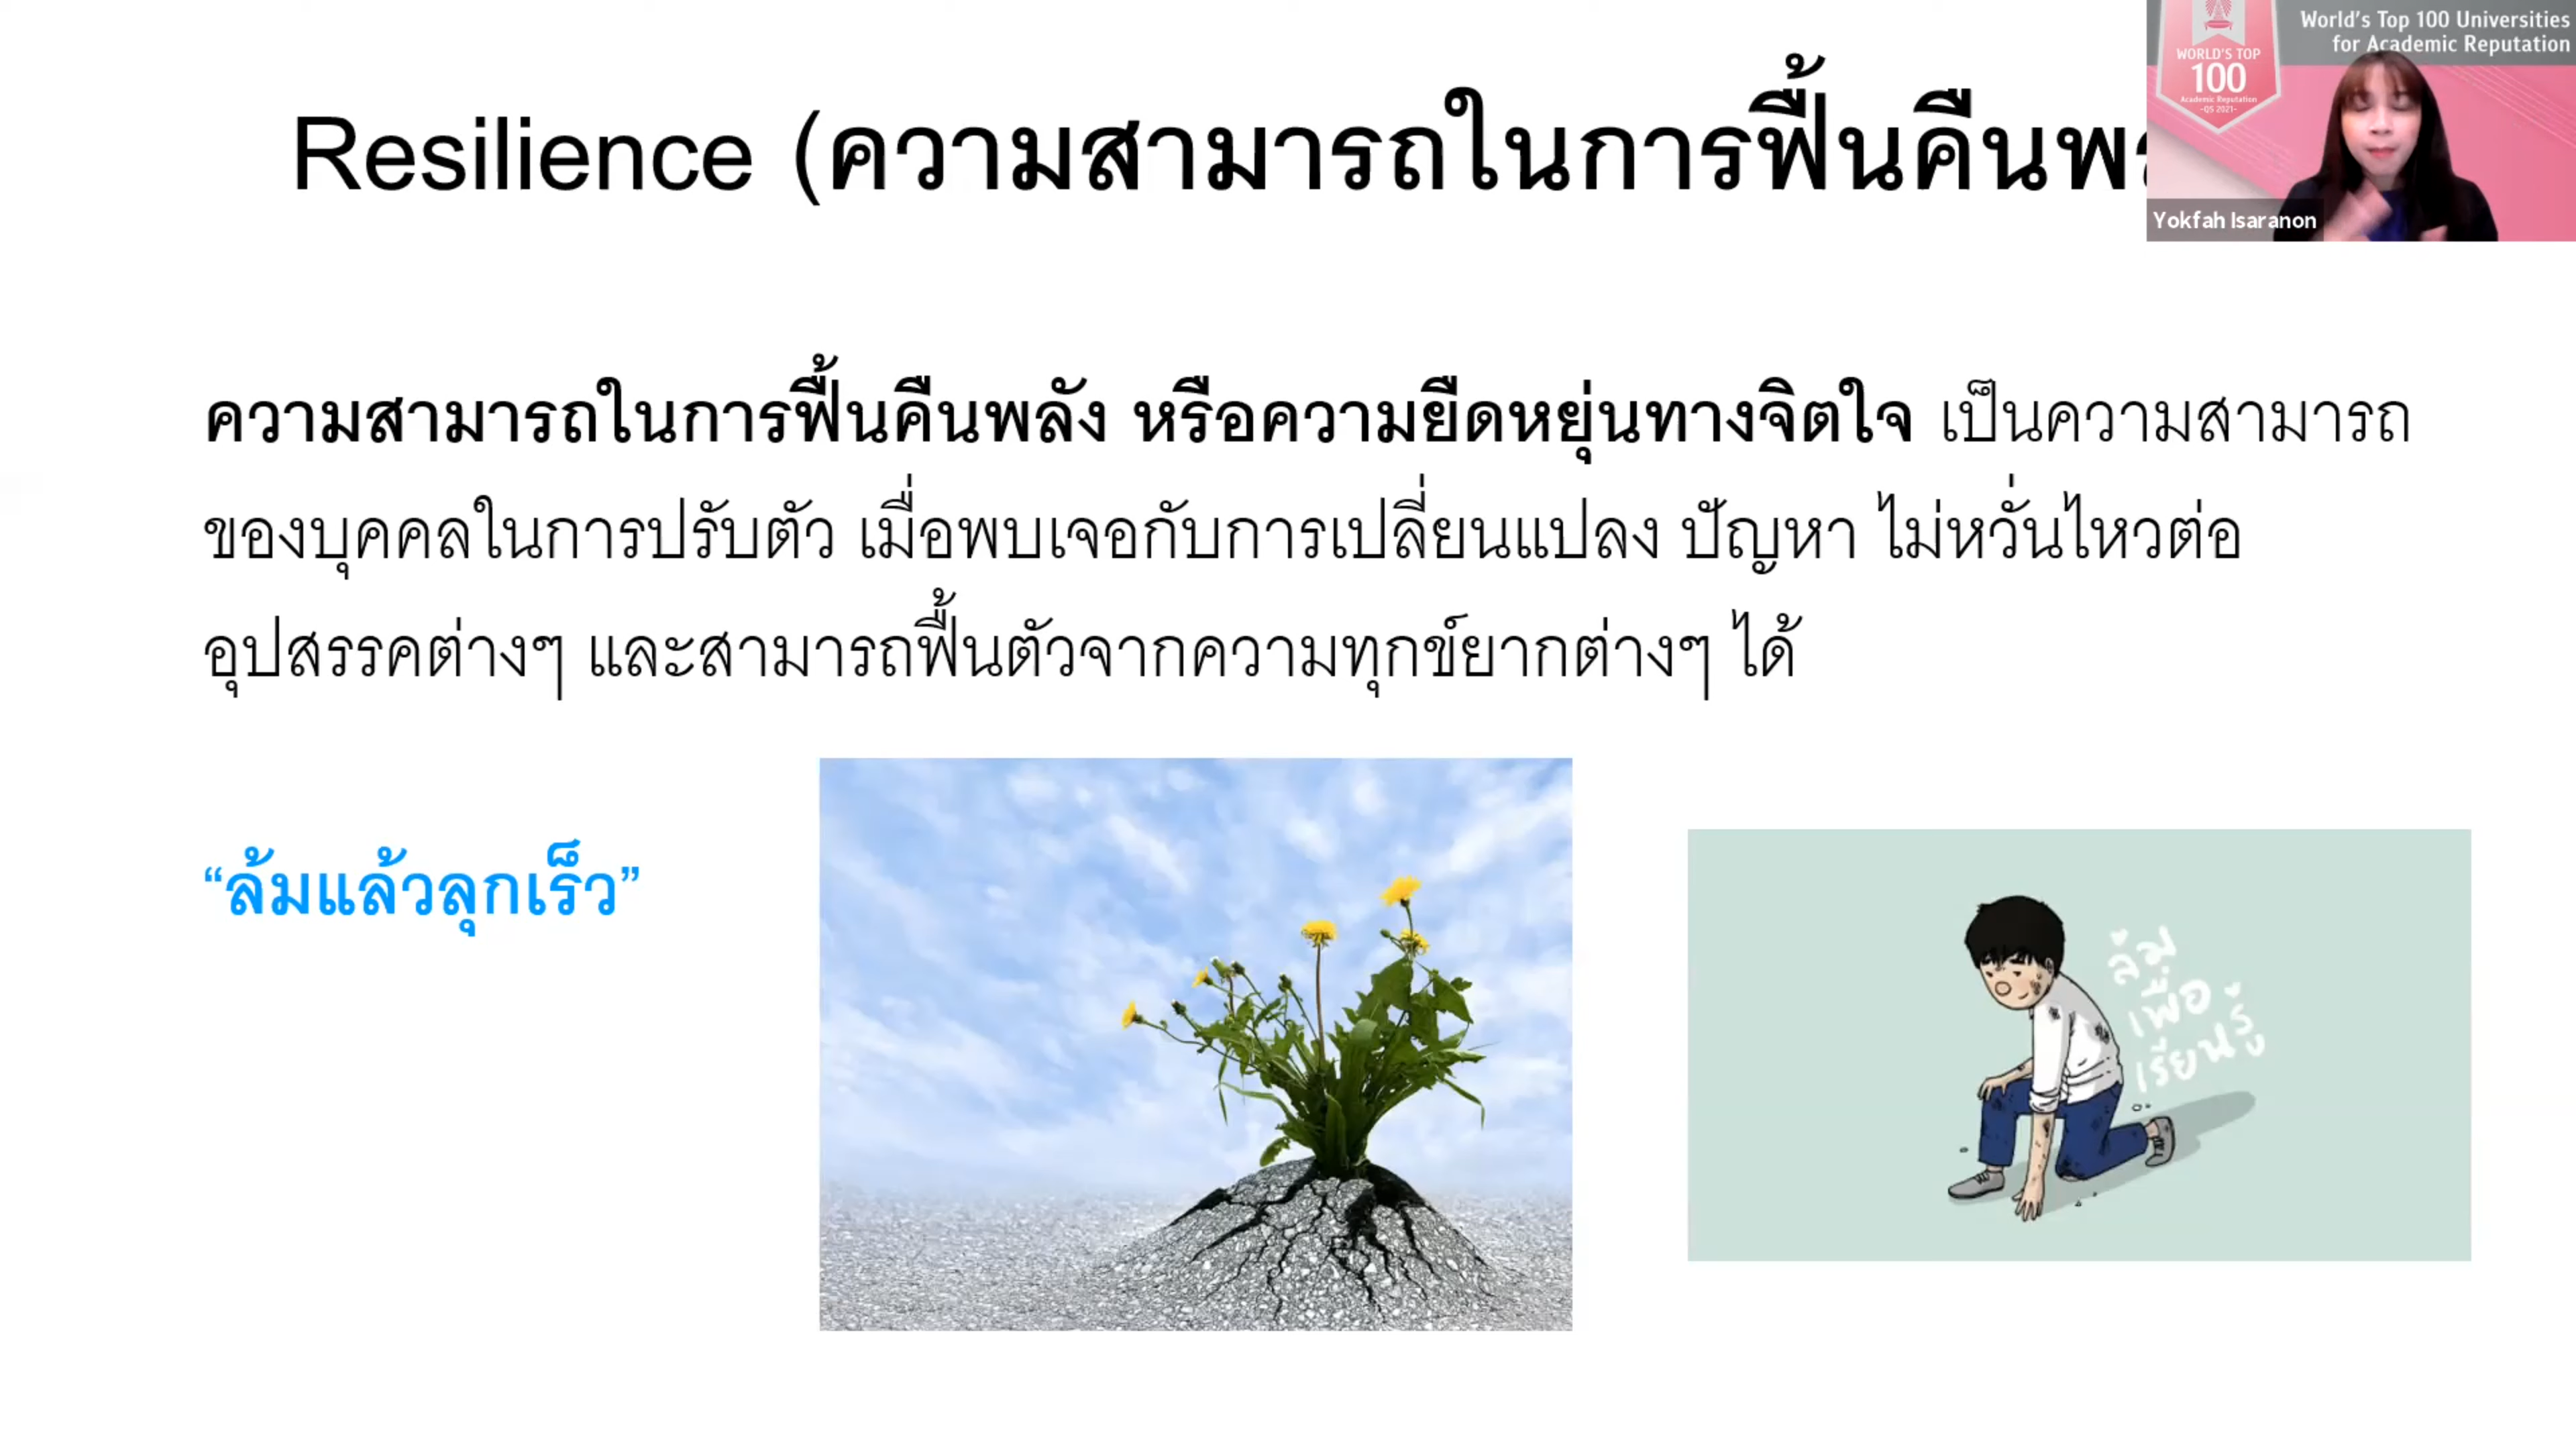 Resilience (ความสามารถในการฟื้นคืน
World's Top 100 Universities
for Academic Reputation
WORLD'S TOP
100
Academic Reputation
-QS 2021-
Yokfah Isaranon
ความสามารถในการฟื้นคืนพลัง หรือความยืดหยุ่นทางจิตใจ เป็นความสามารถ
ของบุคคลในการปรับตัว เมื่อพบเจอกับการเปลี่ยนแปลง ปัญหา ไม่หวั่นไหวต่อ
อุปสรรคต่างๆ และสามารถฟื้นตัวจากความทุกข์ยากต่างๆ ได้
“ล้มแล้วลุกเร็ว”
ล้ม
เพื่อ
เรียนรู้